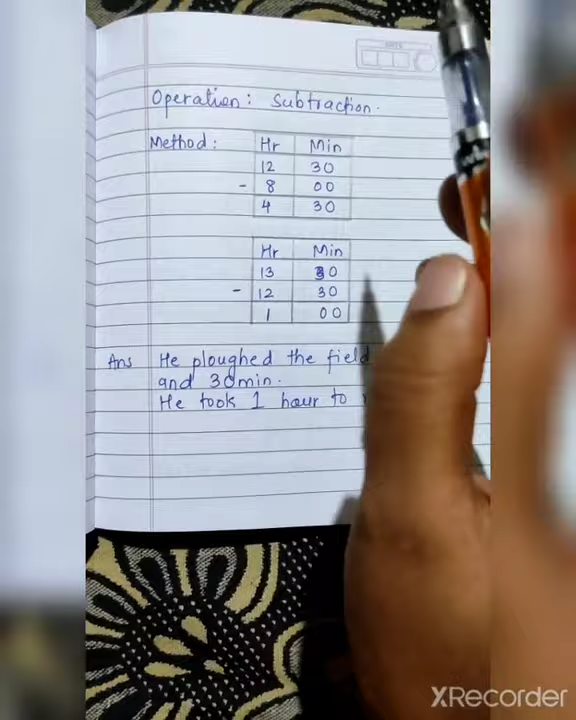 Operation: Subtraction.
Method: Hr Min
12 30
- 8 00
4 30
Hr Min
13 30
- 12 30
1 00
Ans He ploughed the field
and 30min.
He took 1 hour to
XRecorder